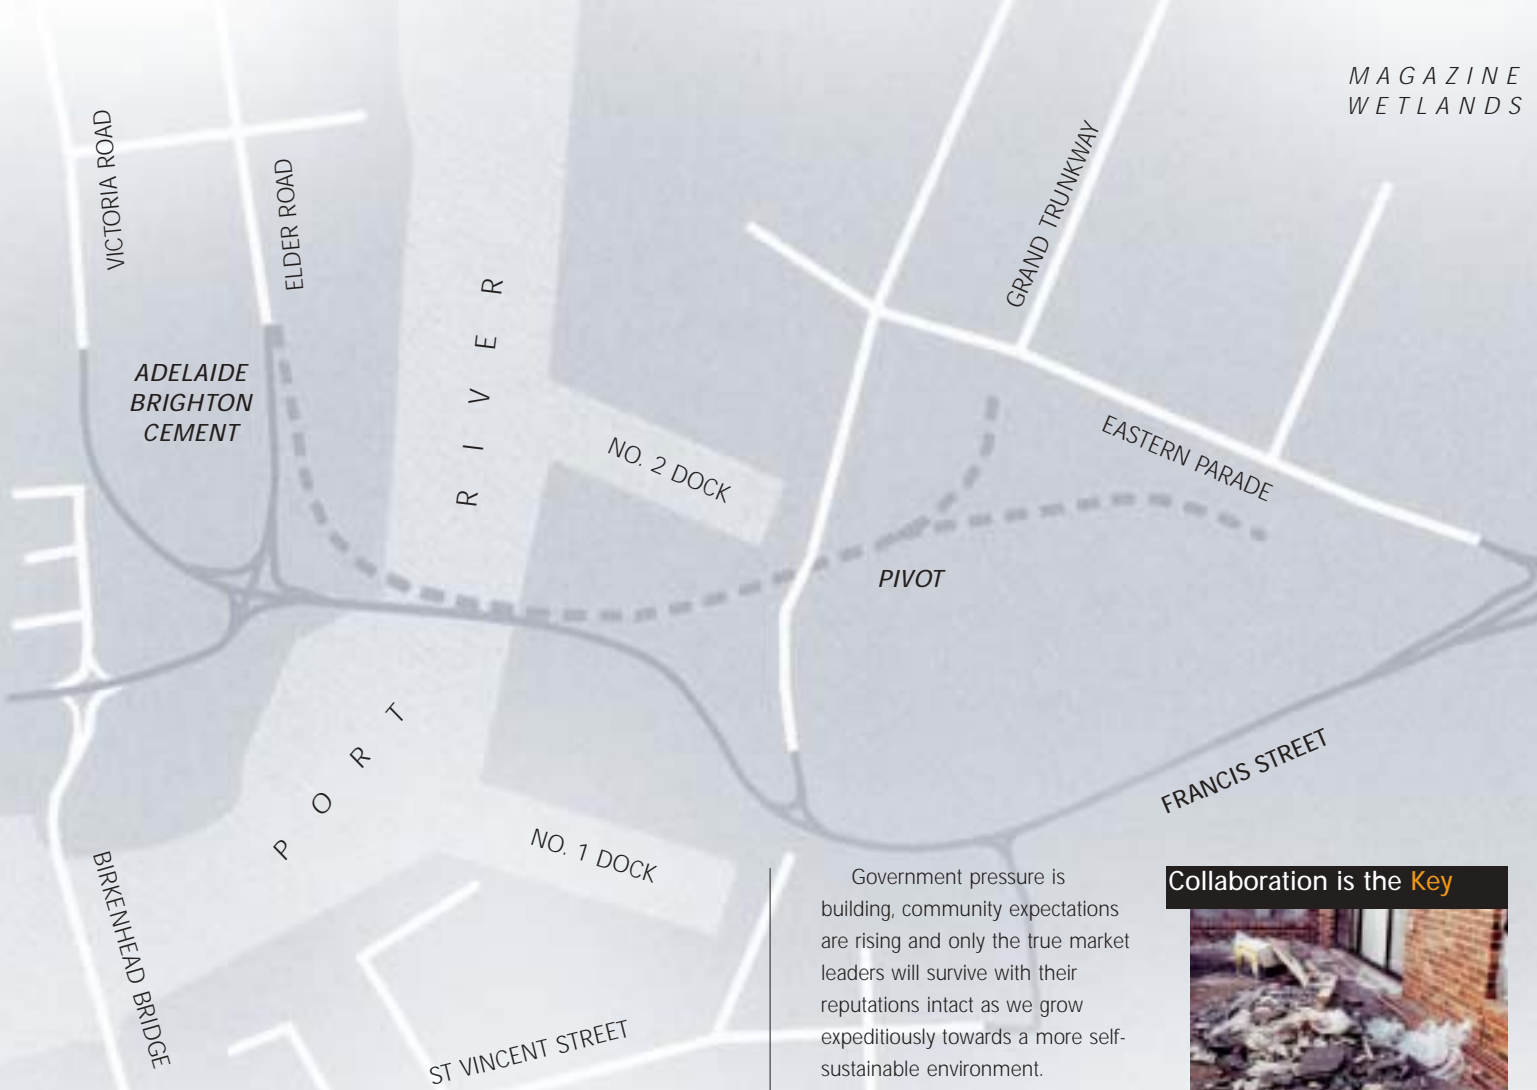 MAGAZINE
WETLANDS
VICTORIA ROAD
ELDER ROAD
GRAND TRUNKWAY
RIVER
ADELAIDE
BRIGHTON
CEMENT
NO. 2 DOCK
EASTERN PARADE
PIVOT
PORT
FRANCIS STREET
NO. 1 DOCK
BIRKENHEAD BRIDGE
ST VINCENT STREET
Government pressure is
building, community expectations
are rising and only the true market
leaders will survive with their
reputations intact as we grow
expeditiously towards a more self-
sustainable environment.
Collaboration is the Key